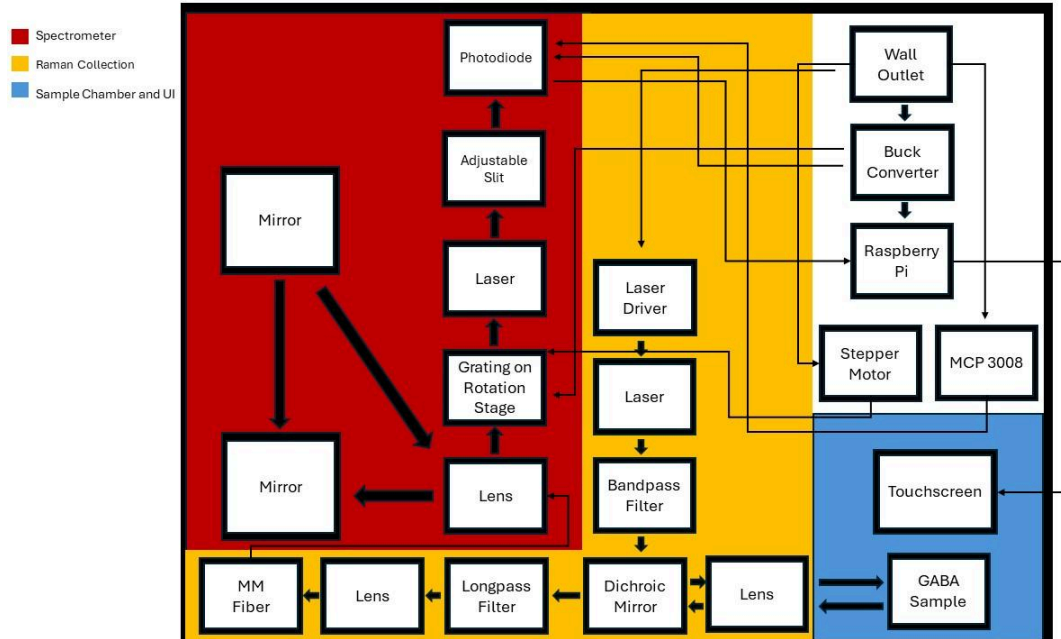 Spectrometer
Raman Collection
Sample Chamber and UI
Photodiode
Adjustable
Slit
Mirror
Laser
Grating on
Rotation
Stage
Mirror
Lens
MM
Fiber
Lens
Longpass
Filter
Dichroic
Mirror
Lens
Laser
Driver
Laser
Bandpass
Filter
Wall
Outlet
Buck
Converter
Raspberry
Pi
Stepper
Motor
MCP 3008
Touchscreen
GABA
Sample